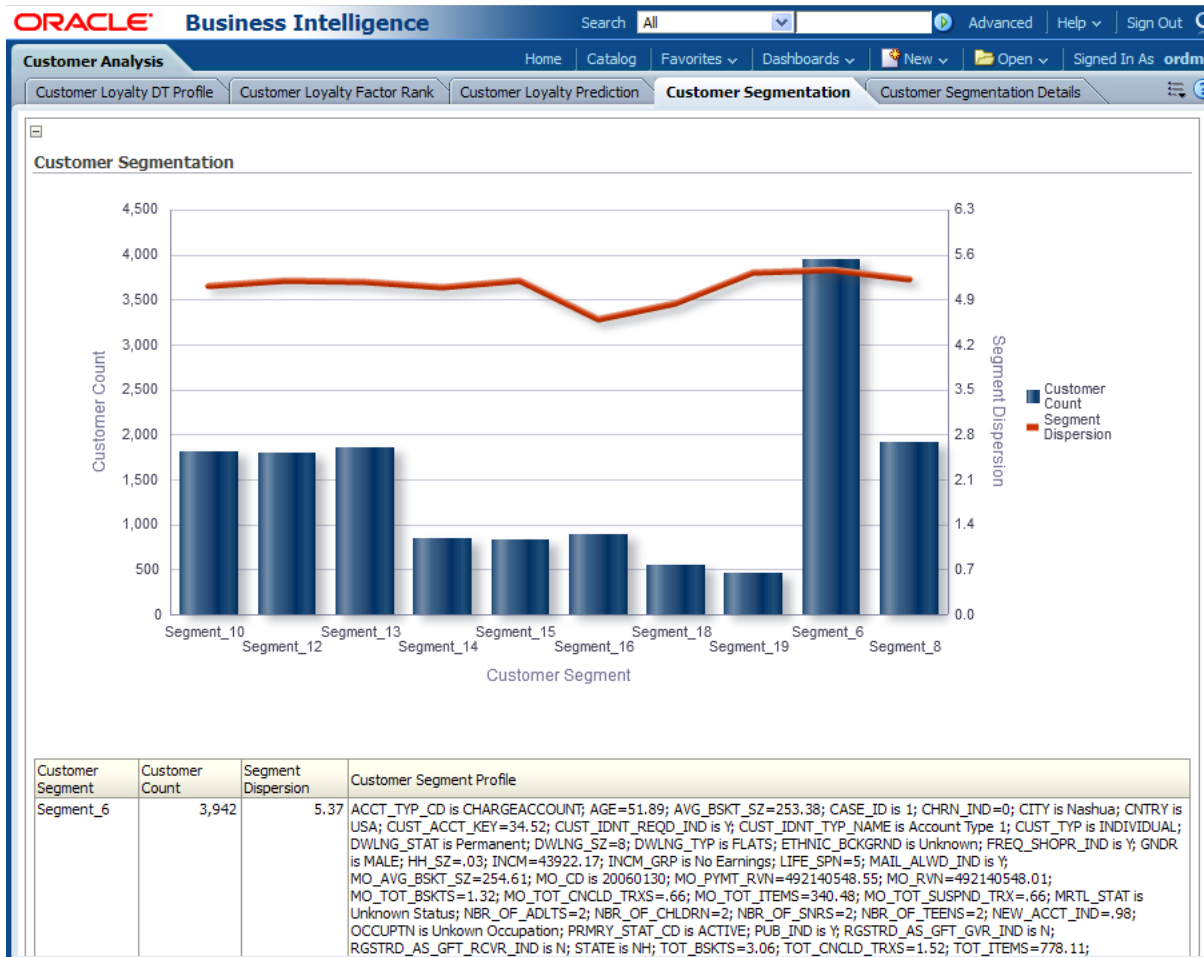 ORACLE® Business Intelligence Search All Advanced Help Sign Out
Customer Analysis Home Catalog Favorites Dashboards New Open Signed In As ordm
Customer Loyalty DT Profile Customer Loyalty Factor Rank Customer Loyalty Prediction Customer Segmentation Customer Segmentation Details
Customer Segmentation
4,500
4,000
3,500
3,000
2,500
2,000
1,500
1,000
500
0
Customer Count
6.3
5.6
4.9
4.2
3.5
2.8
2.1
1.4
0.7
0.0
Segment Dispersion
Customer
Count
Segment
Dispersion
Segment_10 Segment_13 Segment_15 Segment_18 Segment_6
Segment_12 Segment_14 Segment_16 Segment_19 Segment_8
Customer Segment
Customer Segment Customer Count Segment Dispersion Customer Segment Profile
Segment_6 3,942 5.37 ACCT_TYP_CD is CHARGEACCOUNT; AGE=51.89; AVG_BSKT_SZ=253.38; CASE_ID is 1; CHRN_IND=0; CITY is Nashua; CNTRY is
USA; CUST_ACCT_KEY=34.52; CUST_IDNT_REQD_IND is Y; CUST_IDNT_TYP_NAME is Account Type 1; CUST_TYP is INDIVIDUAL;
DWLNG_STAT is Permanent; DWLNG_SZ=8; DWLNG_TYP is FLATS; ETHNIC_BCKGRND is Unknown; FREQ_SHOPR_IND is Y; GNDR
is MALE; HH_SZ=.03; INCM=43922.17; INCM_GRP is No Earnings; LIFE_SPN=5; MAIL_ALWD_IND is Y;
MO_AVG_BSKT_SZ=254.61; MO_CD is 20060130; MO_PYMT_RVN=492140548.55; MO_RVN=492140548.01;
MO_TOT_BSKTS=1.32; MO_TOT_CNCLD_TRXS=.66; MO_TOT_ITEMS=340.48; MO_TOT_SUSPND_TRX=.66; MRTL_STAT is
Unknown Status; NBR_OF_ADLTS=2; NBR_OF_CHLDRN=2; NBR_OF_SNRS=2; NBR_OF_TEENS=2; NEW_ACCT_IND=.98;
OCCUPTN is Unkown Occupation; PRMRY_STAT_CD is ACTIVE; PUB_IND is Y; RGSTRD_AS_GFT_GVR_IND is N;
RGSTRD_AS_GFT_RCVR_IND is N; STATE is NH; TOT_BSKTS=3.06; TOT_CNCLD_TRXS=1.52; TOT_ITEMS=778.11;